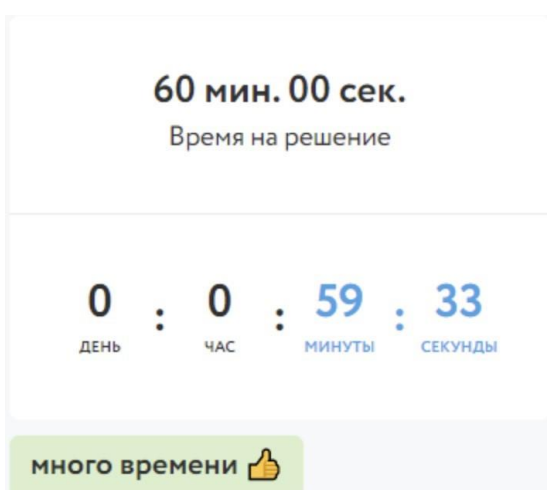 60 мин. 00 сек.
Время на решение
0 : 0 : 59 : 33
ДЕНЬ ЧАС МИНУТЫ СЕКУНДЫ
много времени 👍